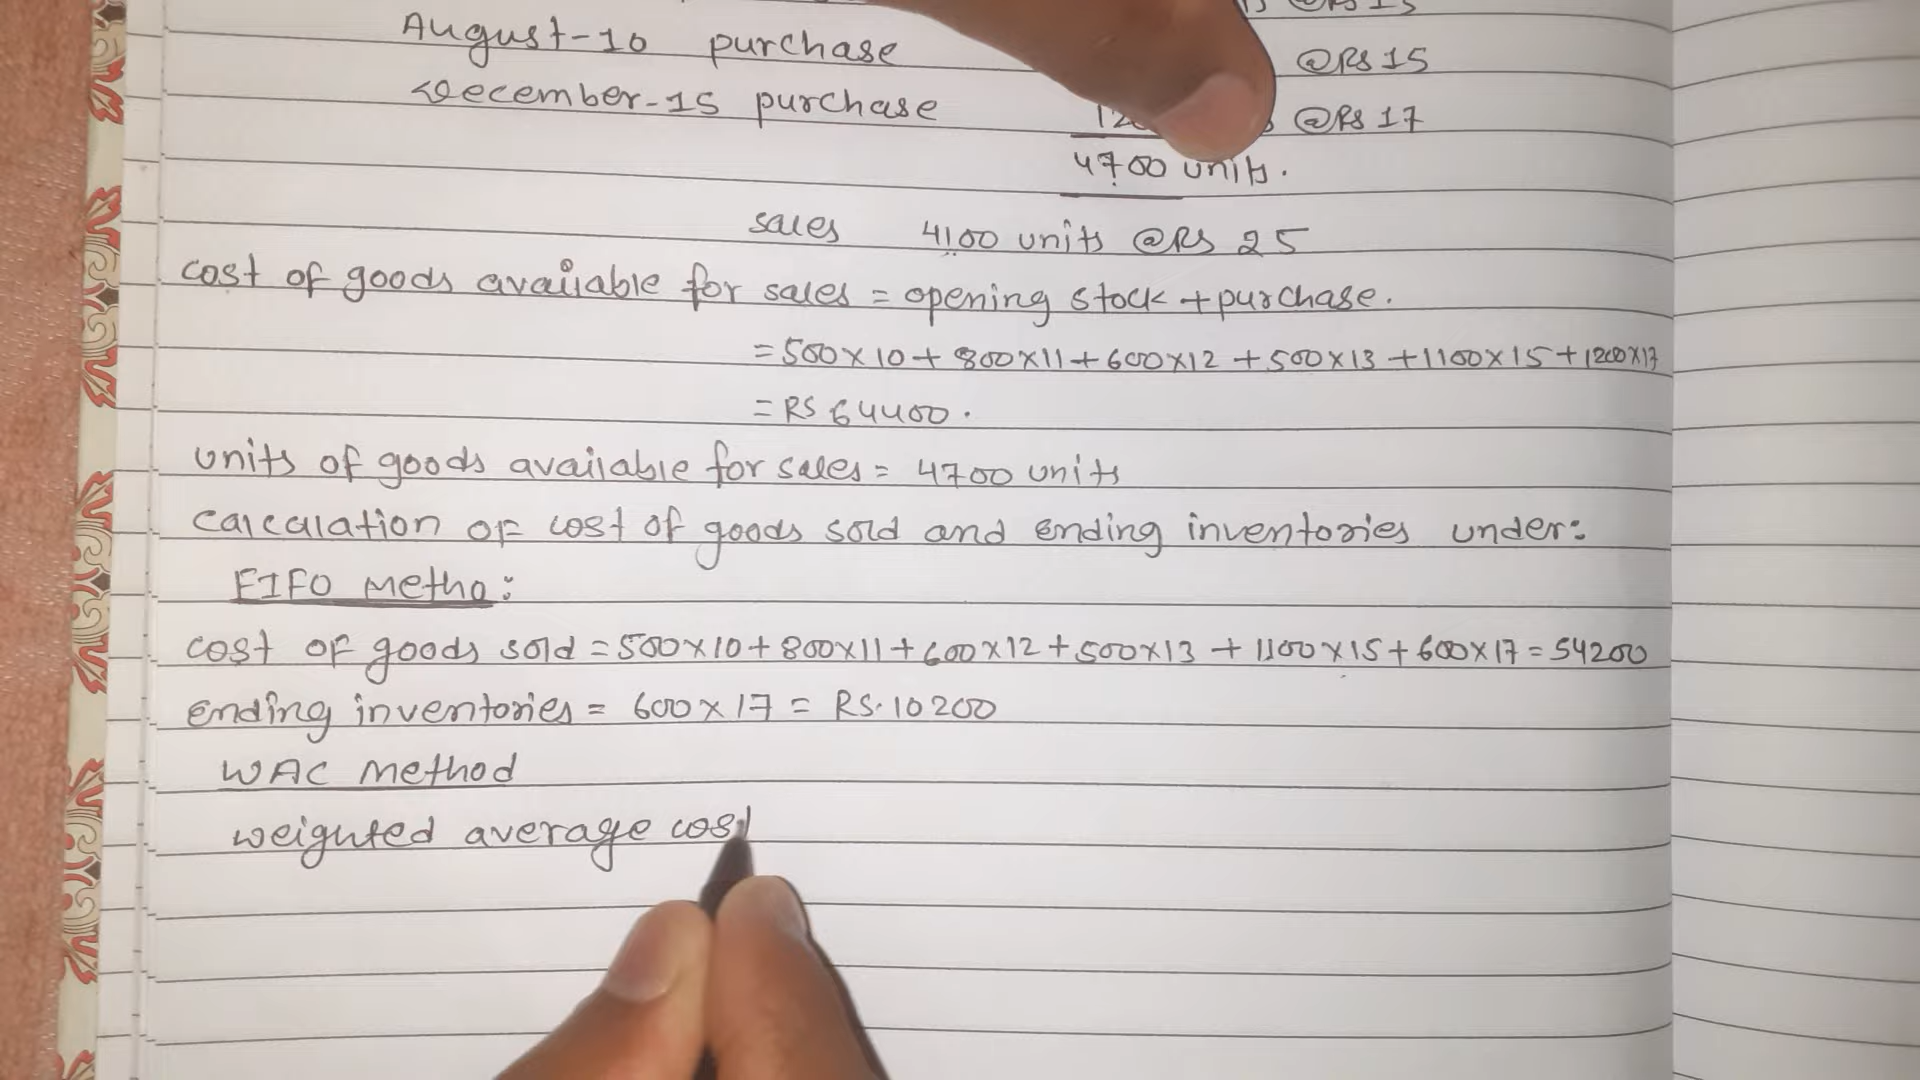 @Rs 15
August-10 purchase @Rs 15
December-15 purchase @Rs 17
4700 units.
sales 4100 units @Rs 25
cost of goods available for sales = opening stock + purchase.
= 500×10 + 800×11 + 600×12 + 500×13 + 1100×15 + 1200×17
= RS 64400.
units of goods available for sales = 4700 units
calcalation of cost of goods sold and ending inventories under:
FIFO Metho:
cost of goods sold = 500×10 + 800×11 + 600×12 + 500×13 + 1100×15 + 600×17 = 54200
ending inventories = 600×17 = RS. 10200
WAC Method
weighted average cost